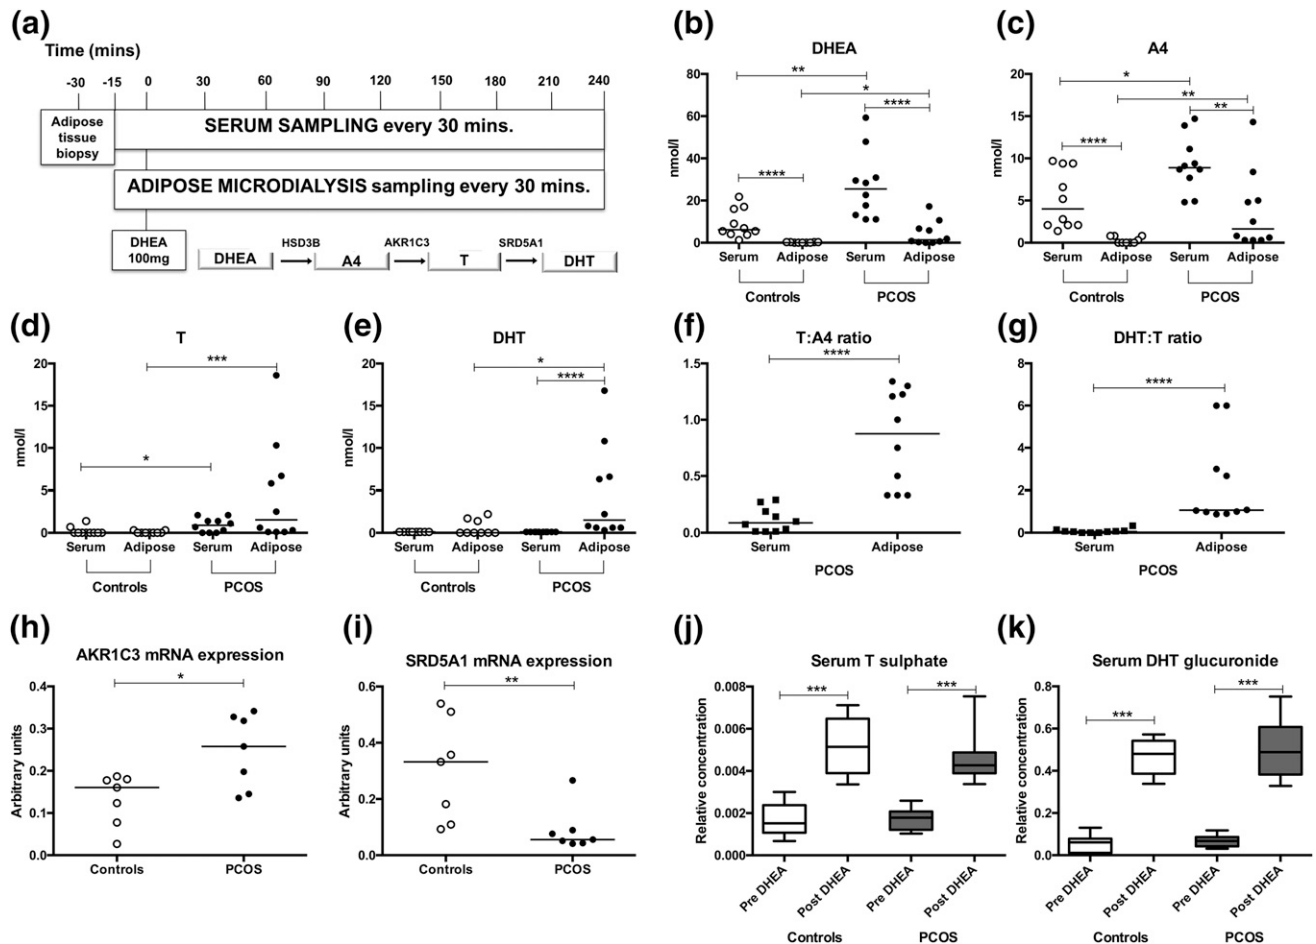 (a)
Time (mins)
-30 -15 0 30 60 90 120 150 180 210 240
Adipose
tissue
biopsy
SERUM SAMPLING every 30 mins.
ADIPOSE MICRODIALYSIS sampling every 30 mins.
DHEA
100mg
HSD3B AKR1C3 SRD5A1
DHEA A4 T DHT
(b)
DHEA
nmol/l
80
60
40
20
0
** * **** ****
Serum Adipose Serum Adipose
Controls PCOS
(c)
A4
nmol/l
20
15
10
5
0
* ** ** ****
Serum Adipose Serum Adipose
Controls PCOS
(d)
T
nmol/l
20
15
10
5
0
*** *
Serum Adipose Serum Adipose
Controls PCOS
(e)
DHT
nmol/l
20
15
10
5
0
* ****
Serum Adipose Serum Adipose
Controls PCOS
(f)
T:A4 ratio
****
1.5
1.0
0.5
0.0
Serum Adipose
PCOS
(g)
DHT:T ratio
****
8
6
4
2
0
Serum Adipose
PCOS
(h)
AKR1C3 mRNA expression
*
Arbitrary units
0.4
0.3
0.2
0.1
0.0
Controls PCOS
(i)
SRD5A1 mRNA expression
**
Arbitrary units
0.6
0.4
0.2
0.0
Controls PCOS
(j)
Serum T sulphate
*** ***
Relative concentration
0.008
0.006
0.004
0.002
0.000
Pre DHEA Post DHEA Pre DHEA Post DHEA
Controls PCOS
(k)
Serum DHT glucuronide
*** ***
Relative concentration
0.8
0.6
0.4
0.2
0.0
Pre DHEA Post DHEA Pre DHEA Post DHEA
Controls PCOS